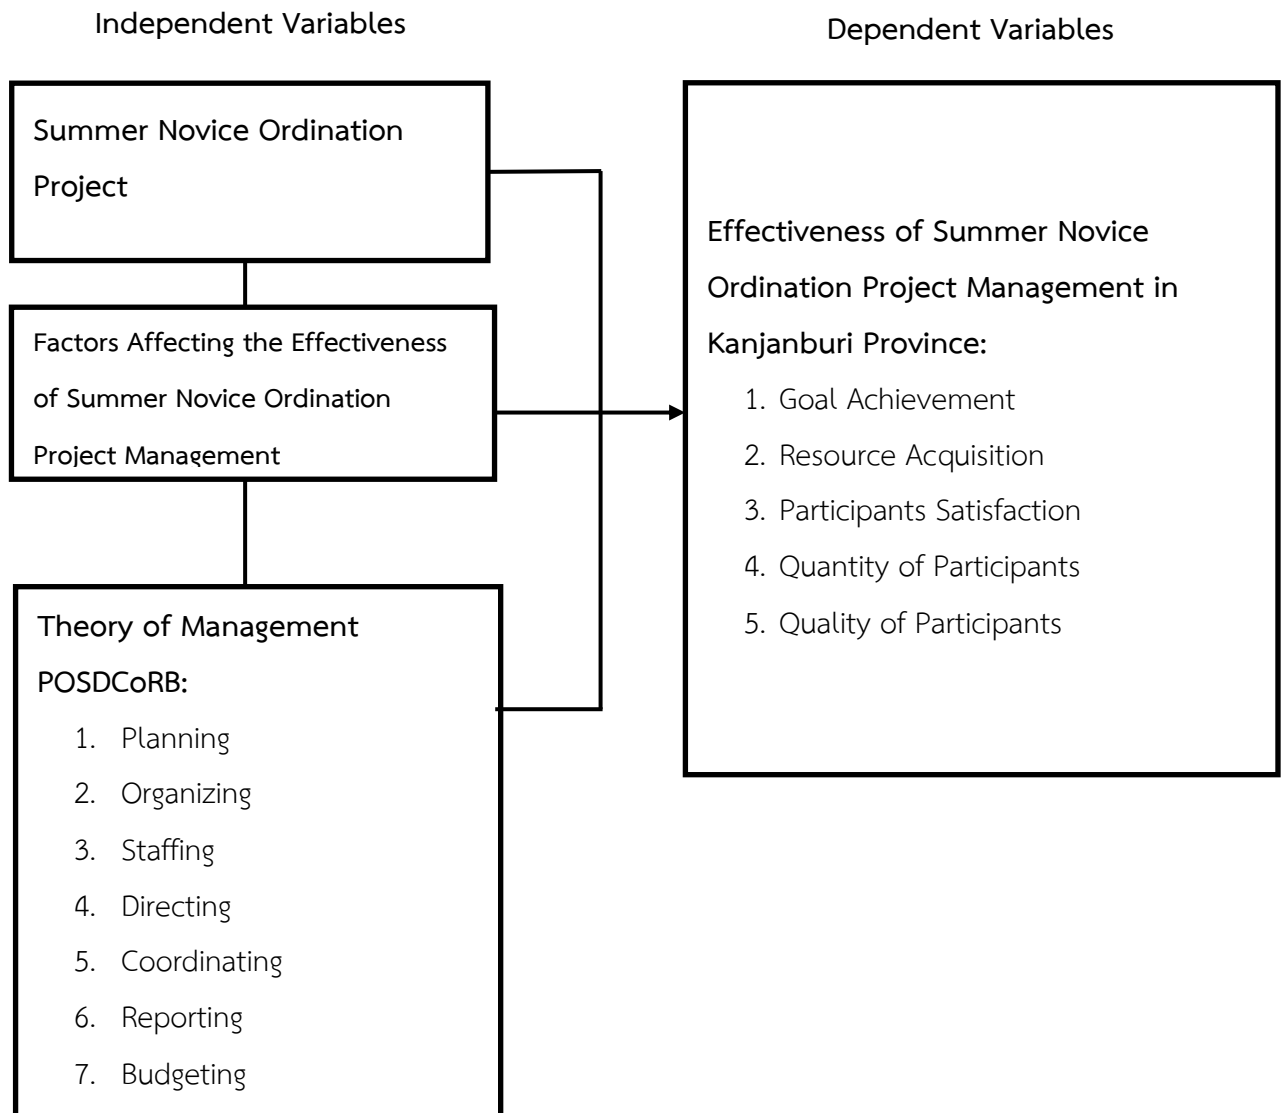 Independent Variables
Dependent Variables
Summer Novice Ordination
Project
Factors Affecting the Effectiveness
of Summer Novice Ordination
Project Management
Theory of Management
POSDCoRB:
1. Planning
2. Organizing
3. Staffing
4. Directing
5. Coordinating
6. Reporting
7. Budgeting
Effectiveness of Summer Novice
Ordination Project Management in
Kanjanburi Province:
1. Goal Achievement
2. Resource Acquisition
3. Participants Satisfaction
4. Quantity of Participants
5. Quality of Participants